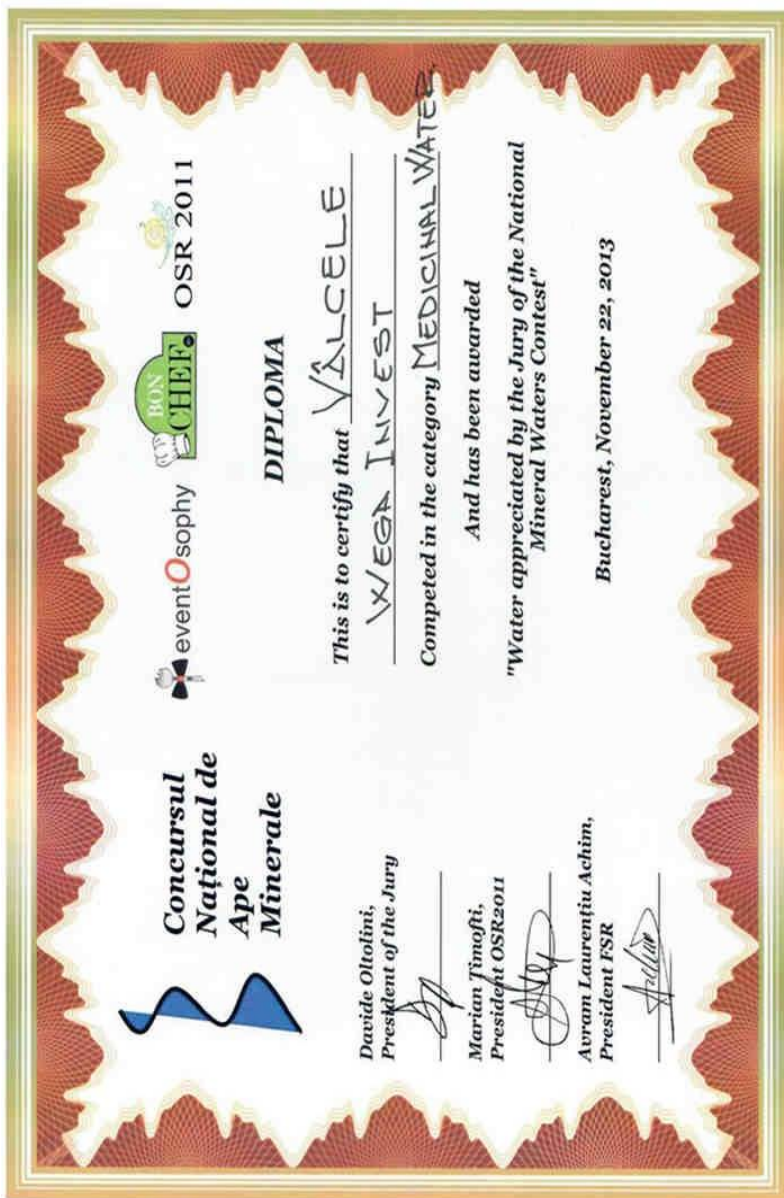 Concursul
Național de
Ape
Minerale
eventOsophy
BON
CHEF
OSR 2011
DIPLOMA
This is to certify that VÂLCELE
WEGA INVEST
Competed in the category MEDICINAL WATER
And has been awarded
"Water appreciated by the Jury of the National
Mineral Waters Contest"
Bucharest, November 22, 2013
Davide Oltolini,
President of the Jury
Marian Timofti,
President OSR2011
Avram Laurențiu Achim,
President FSR